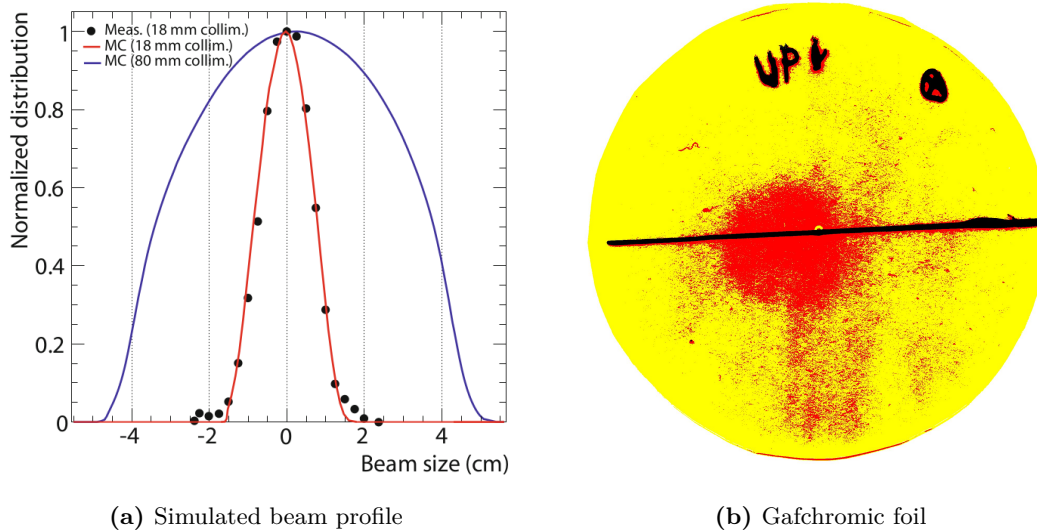 Meas. (18 mm collim.)
MC (18 mm collim.)
MC (80 mm collim.)
Normalized distribution
1
0.8
0.6
0.4
0.2
0
-4
-2
0
2
4
Beam size (cm)
UP
(a) Simulated beam profile
(b) Gafchromic foil